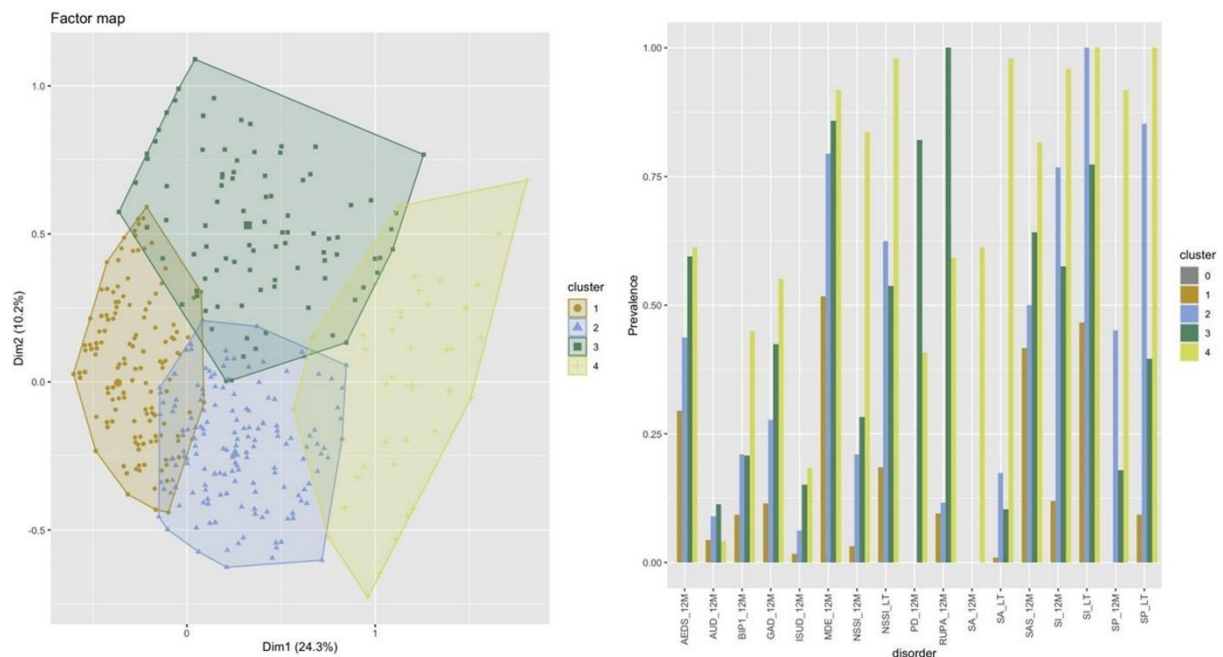 Factor map
1.0
0.5
0.0
-0.5
Dim2 (10.2%)
0
1
Dim1 (24.3%)
cluster
1
2
3
4
1.00
0.75
0.50
0.25
0.00
Prevalence
AEDS_12M
AUD_12M
BIP1_12M
GAD_12M
ISUD_12M
MDE_12M
NSSI_12M
NSSI_LT
PD_12M
RUPA_12M
SA_12M
SA_LT
SAS_12M
SI_12M
SI_LT
SP_12M
SP_LT
disorder
cluster
0
1
2
3
4